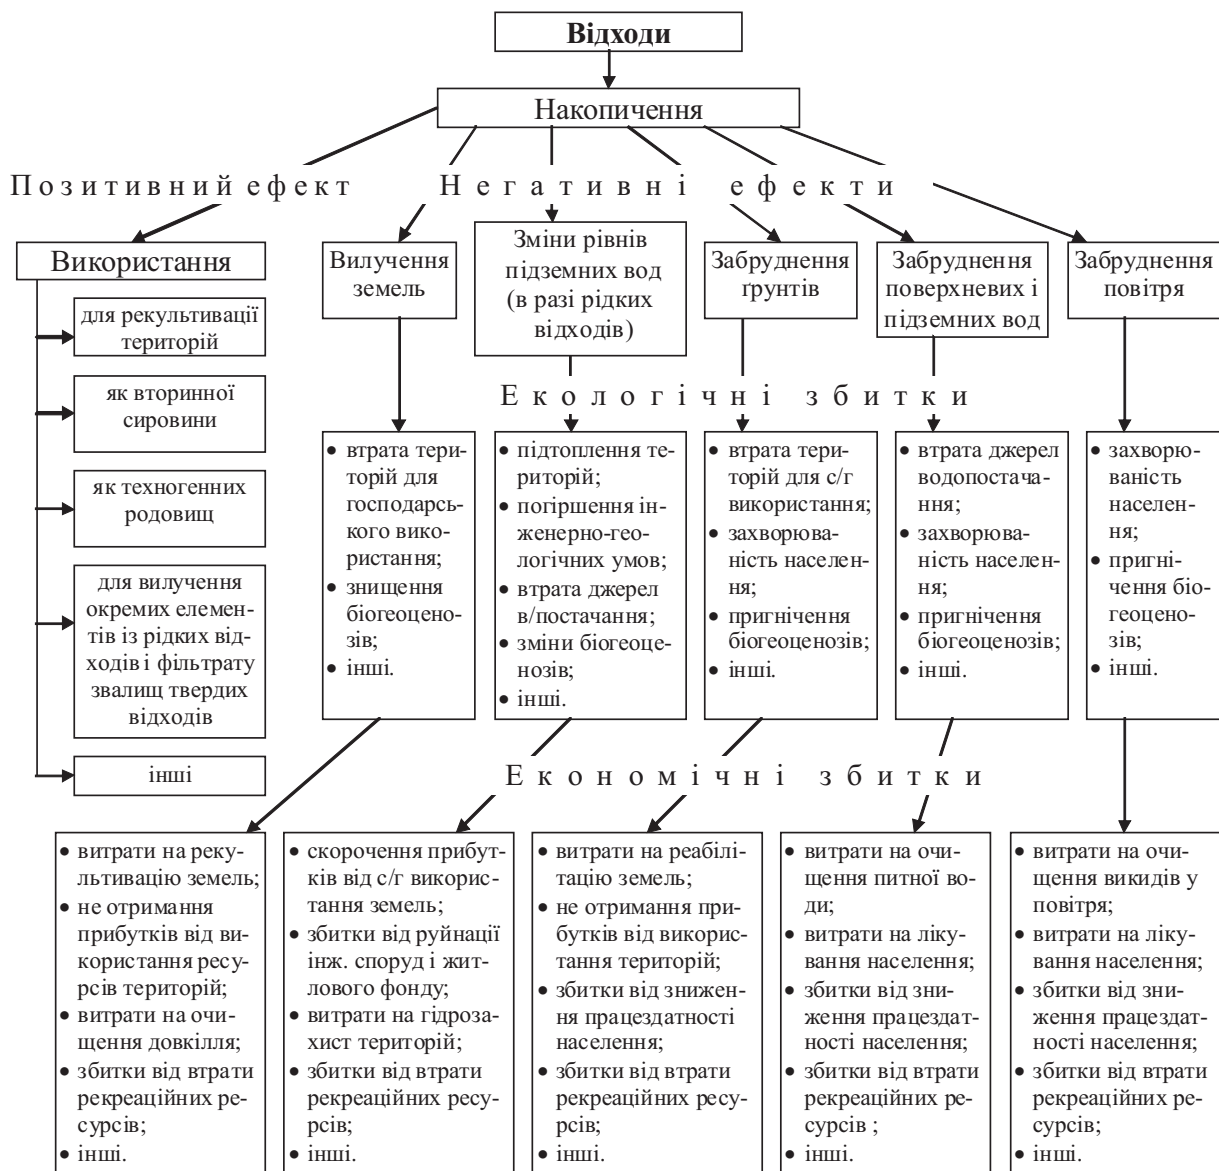 Відходи
Накопичення
Позитивний ефект
Негативні ефекти
Використання
для рекультивації
територій
як вторинної
сировини
як техногенних
родовищ
для вилучення
окремих елемен-
тів із рідких від-
ходів і фільтрату
звалищ твердих
відходів
інші
Вилучення
земель
Зміни рівнів
підземних вод
(в разі рідких
відходів)
Забруднення
ґрунтів
Забруднення
поверхневих і
підземних вод
Забруднення
повітря
Екологічні збитки
• втрата тери-
торій для
господарсь-
кого вико-
ристання;
• знищення
біогеоцено-
зів;
• інші.
• підтоплення те-
риторій;
• погіршення ін-
женерно-гео-
логічних умов;
• втрата джерел
в/постачання;
• зміни біогеоце-
нозів;
• інші.
• втрата тери-
торій для с/г
використання;
• захворюва-
ність населен-
ня;
• пригнічення
біогеоценозів;
• інші.
• втрата джерел
водопостача-
ння;
• захворюва-
ність населен-
ня;
• пригнічення
біогеоценозів;
• інші.
• захворю-
ваність
населен-
ня;
• пригні-
чення біо-
геоцено-
зів;
• інші.
Економічні збитки
• витрати на реку-
льтивацію земель;
• не отримання
прибутків від ви-
користання ресу-
рсів територій;
• витрати на очи-
щення довкілля;
• збитки від втрати
рекреаційних ре-
сурсів;
• інші.
• скорочення прибут-
ків від с/г викорис-
тання земель;
• збитки від руйнації
інж. споруд і жит-
лового фонду;
• витрати на гідроза-
хист територій;
• збитки від втрати
рекреаційних ресу-
рсів;
• інші.
• витрати на реабілі-
тацію земель;
• не отримання при-
бутків від викорис-
тання територій;
• збитки від знижен-
ня працездатності
населення;
• збитки від втрати
рекреаційних ресу-
рсів;
• інші.
• витрати на очи-
щення питної во-
ди;
• витрати на ліку-
вання населення;
• збитки від зни-
ження працездат-
ності населення;
• збитки від втрати
рекреаційних ре-
сурсів ;
• інші.
• витрати на очи-
щення викидів у
повітря;
• витрати на ліку-
вання населення;
• збитки від зни-
ження працездат-
ності населення;
• збитки від втрати
рекреаційних ре-
сурсів;
• інші.